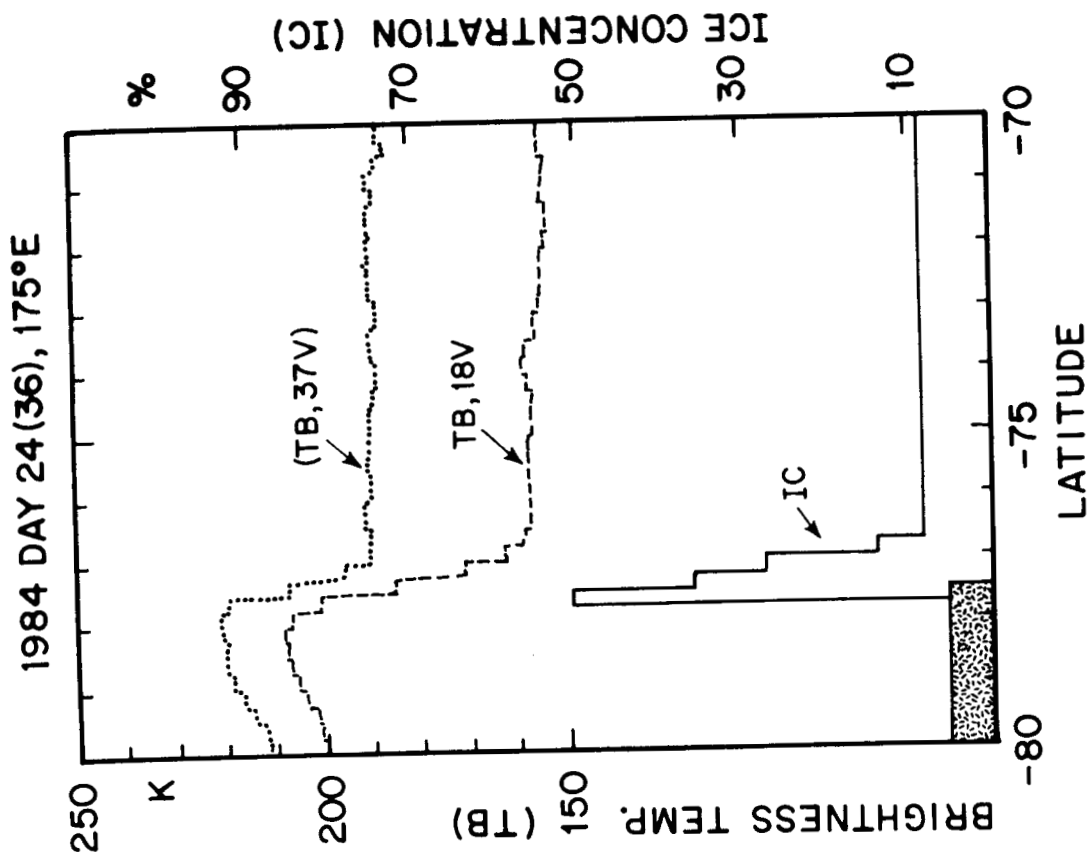 1984 DAY 24(36), 175°E
250
K
200
150
BRIGHTNESS TEMP.
(TB)
%
90
70
50
30
10
ICE CONCENTRATION (IC)
(TB, 37V)
TB, 18V
IC
-80
-75
-70
LATITUDE